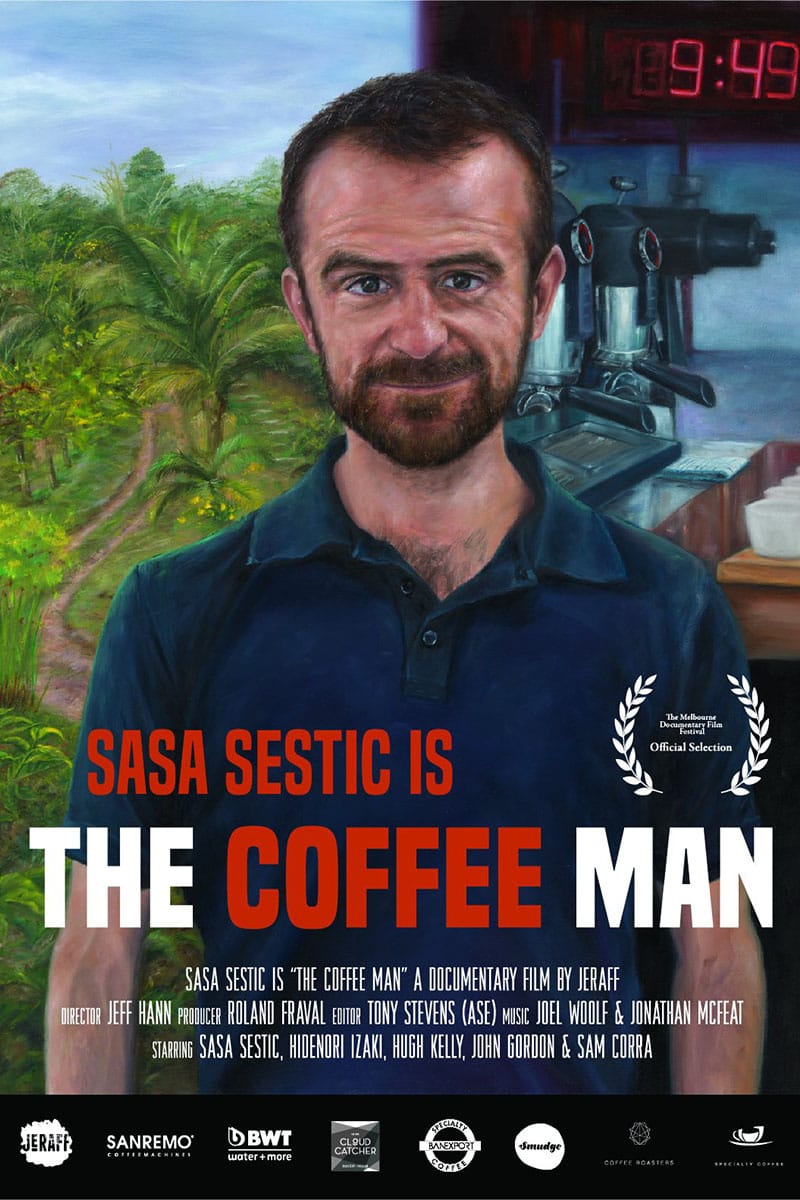 9:49
The Melbourne
Documentary Film
Festival
Official Selection
SASA SESTIC IS
THE COFFEE MAN
SASA SESTIC IS "THE COFFEE MAN" A DOCUMENTARY FILM BY JERAFF
DIRECTOR JEFF HANN PRODUCER ROLAND FRAVAL EDITOR TONY STEVENS (ASE) MUSIC JOEL WOOLF & JONATHAN MCFEAT
STARRING SASA SESTIC, HIDENORI IZAKI, HUGH KELLY, JOHN GORDON & SAM CORRA
JERAFF
SANREMO
COFFEEMACHINES
BWT
water + more
CLOUD
CATCHER
SPECIALTY
BANEXPORT
COFFEE
Smudge
COFFEE ROASTERS
SPECIALTY COFFEE